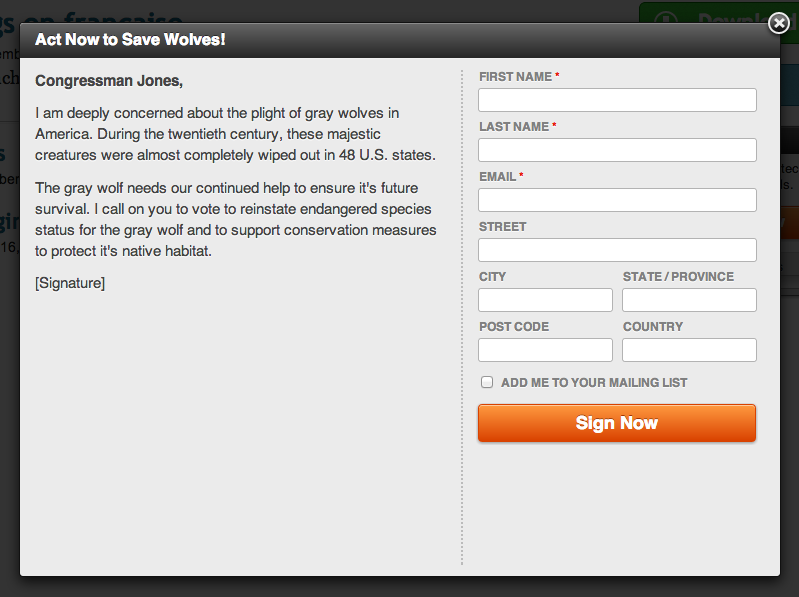 Act Now to Save Wolves!
Congressman Jones,
I am deeply concerned about the plight of gray wolves in
America. During the twentieth century, these majestic
creatures were almost completely wiped out in 48 U.S. states.
The gray wolf needs our continued help to ensure it's future
survival. I call on you to vote to reinstate endangered species
status for the gray wolf and to support conservation measures
to protect it's native habitat.
[Signature]
FIRST NAME *
LAST NAME *
EMAIL *
STREET
CITY
STATE / PROVINCE
POST CODE
COUNTRY
ADD ME TO YOUR MAILING LIST
Sign Now